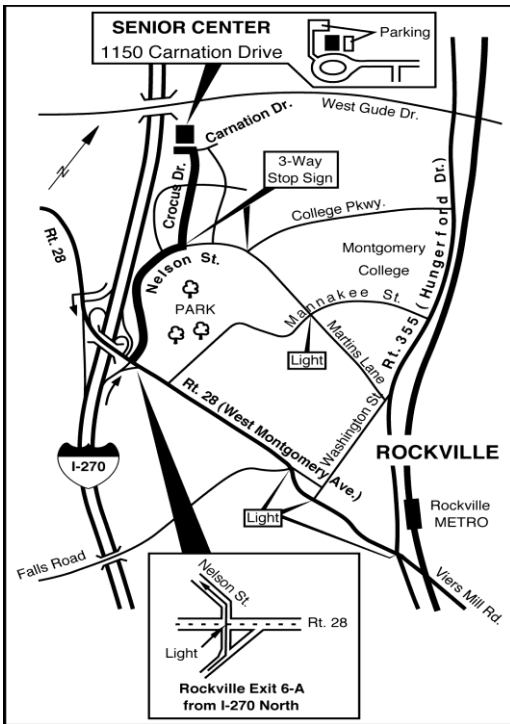 SENIOR CENTER
1150 Carnation Drive
Parking
West Gude Dr.
Carnation Dr.
N
3-Way
Stop Sign
Crocus Dr.
College Pkwy.
Rt. 28
Nelson St.
Montgomery
College
Rt. 355 (Hungerford Dr.)
PARK
Mannakee St.
Martins Lane
Light
Rt. 28 (West Montgomery Ave.)
Washington St.
ROCKVILLE
I-270
Rockville
METRO
Light
Falls Road
Viers Mill Rd.
Nelson St.
Rt. 28
Light
Rockville Exit 6-A
from I-270 North